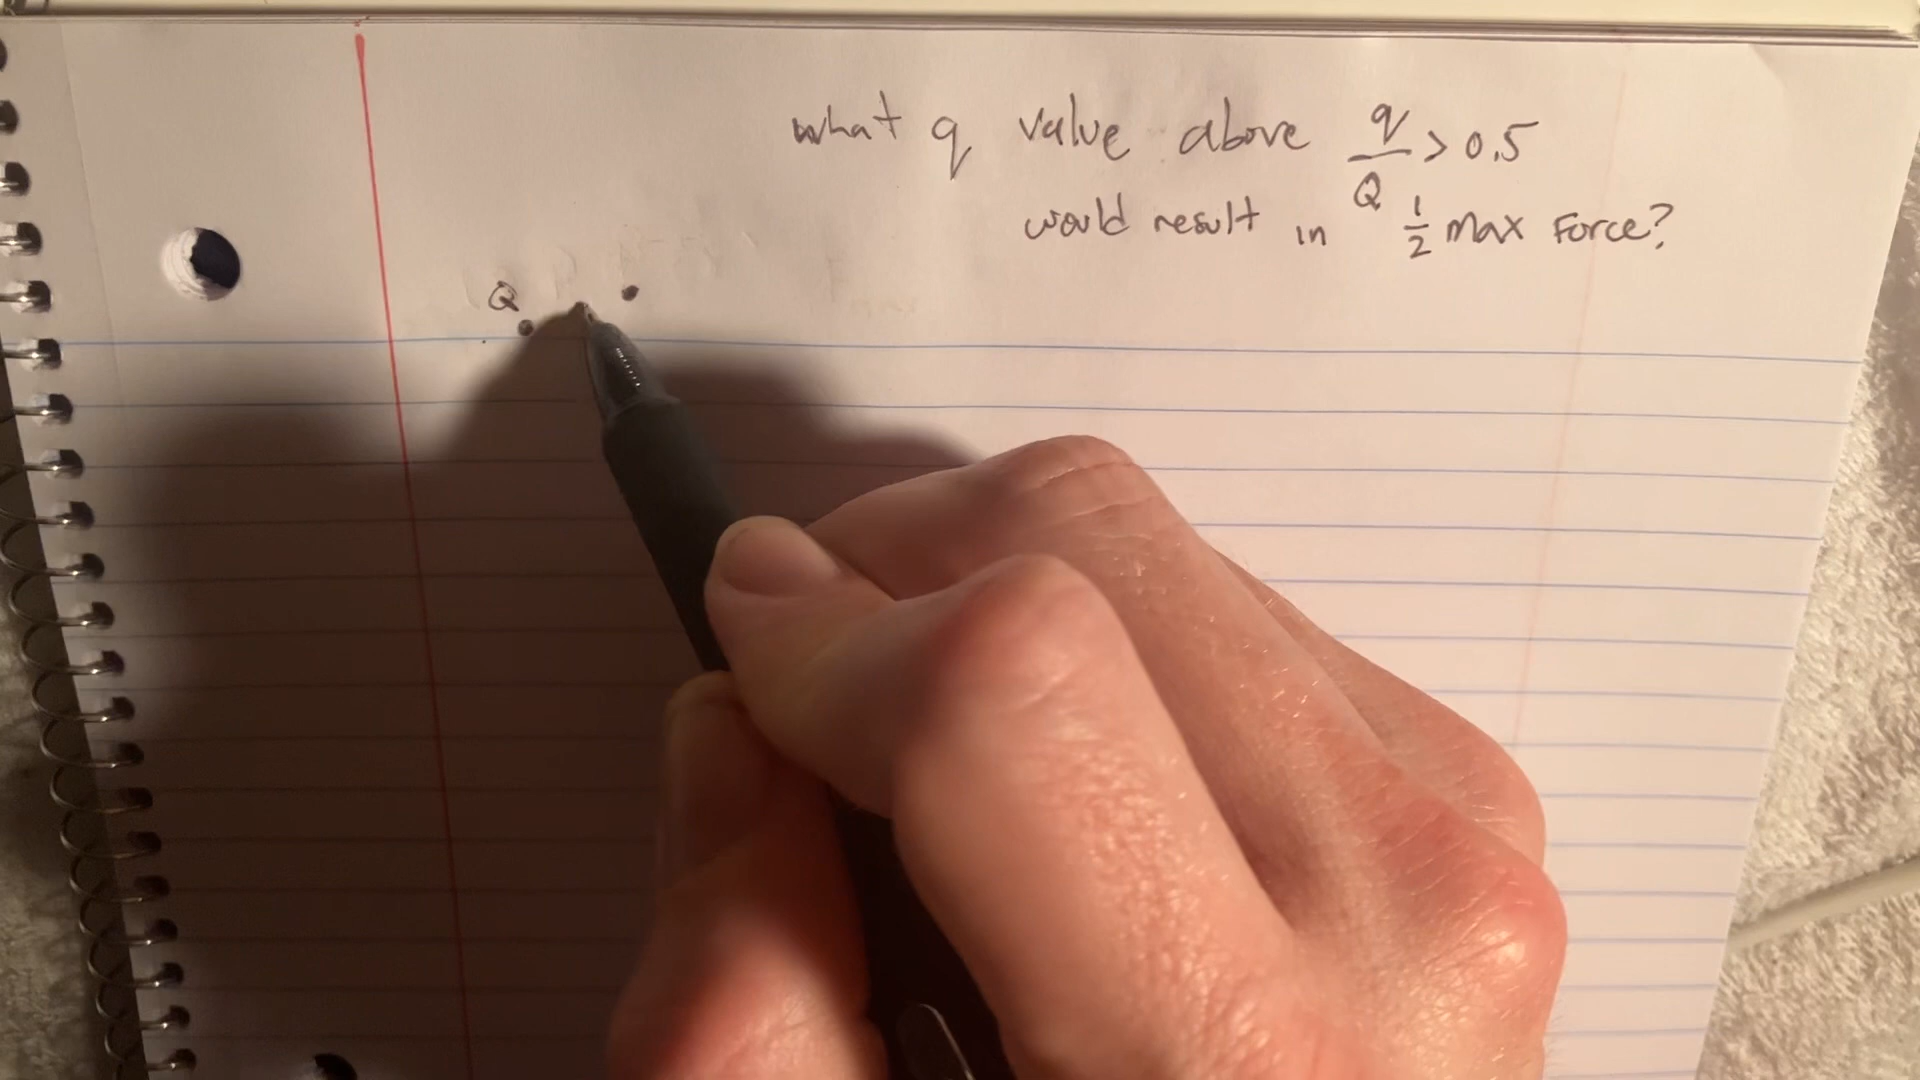 what q value above q/Q > 0.5
would result in 1/2 max force?
Q